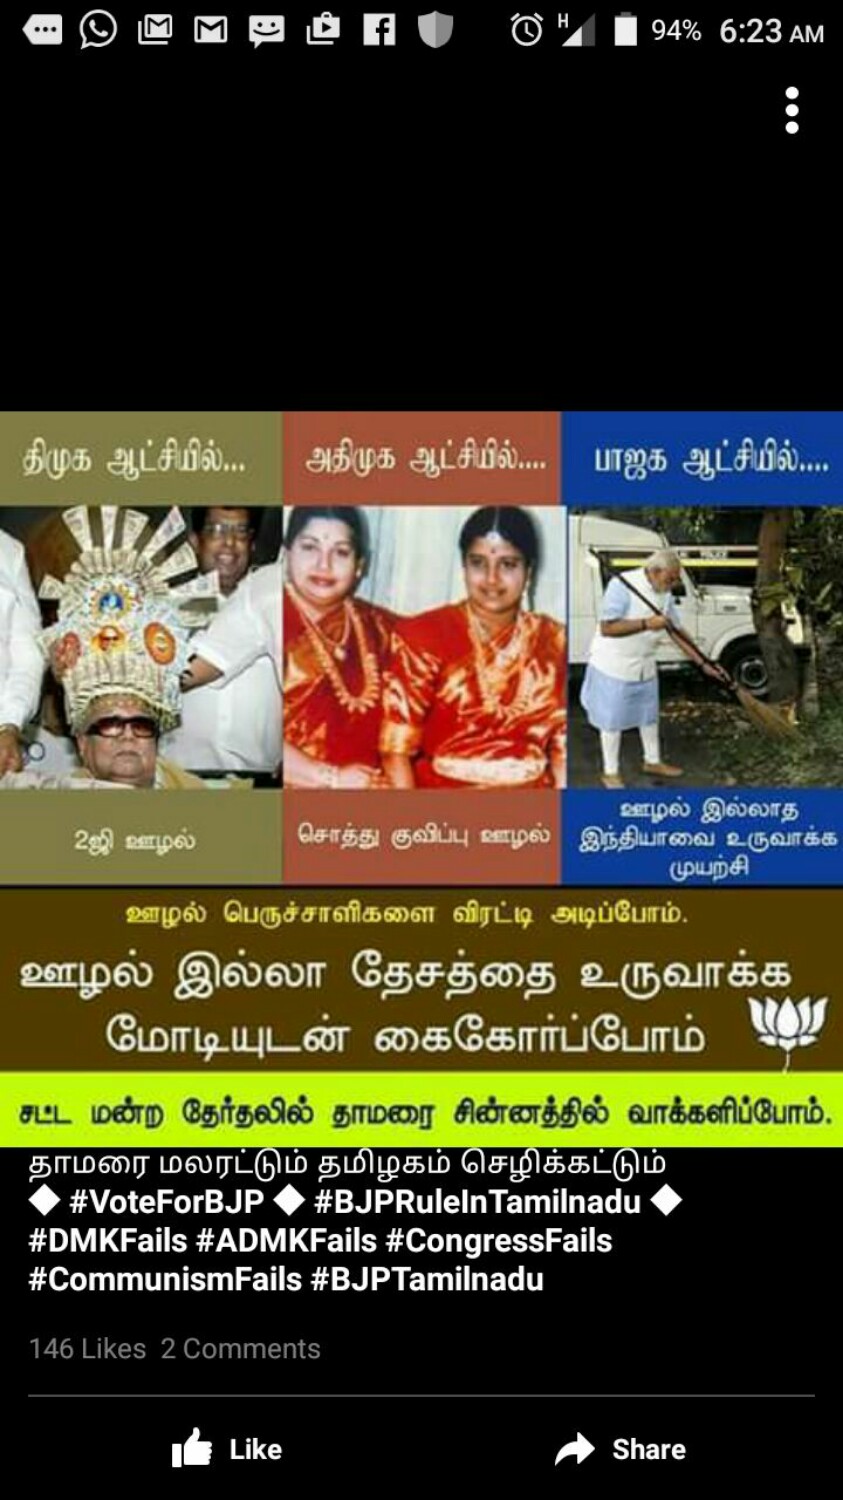 H 94% 6:23 AM
திமுக ஆட்சியில்...
அதிமுக ஆட்சியில்....
பாஜக ஆட்சியில்....
POLICE
2ஜி ஊழல்
சொத்து குவிப்பு ஊழல்
ஊழல் இல்லாத
இந்தியாவை உருவாக்க
முயற்சி
ஊழல் பெருச்சாளிகளை விரட்டி அடிப்போம்.
ஊழல் இல்லா தேசத்தை உருவாக்க
மோடியுடன் கைகோர்ப்போம்
சட்ட மன்ற தேர்தலில் தாமரை சின்னத்தில் வாக்களிப்போம்.
தாமரை மலரட்டும் தமிழகம் செழிக்கட்டும்
◆ #VoteForBJP ◆ #BJPRuleInTamilnadu ◆
#DMKFails #ADMKFails #CongressFails
#CommunismFails #BJPTamilnadu
146 Likes 2 Comments
Like
Share